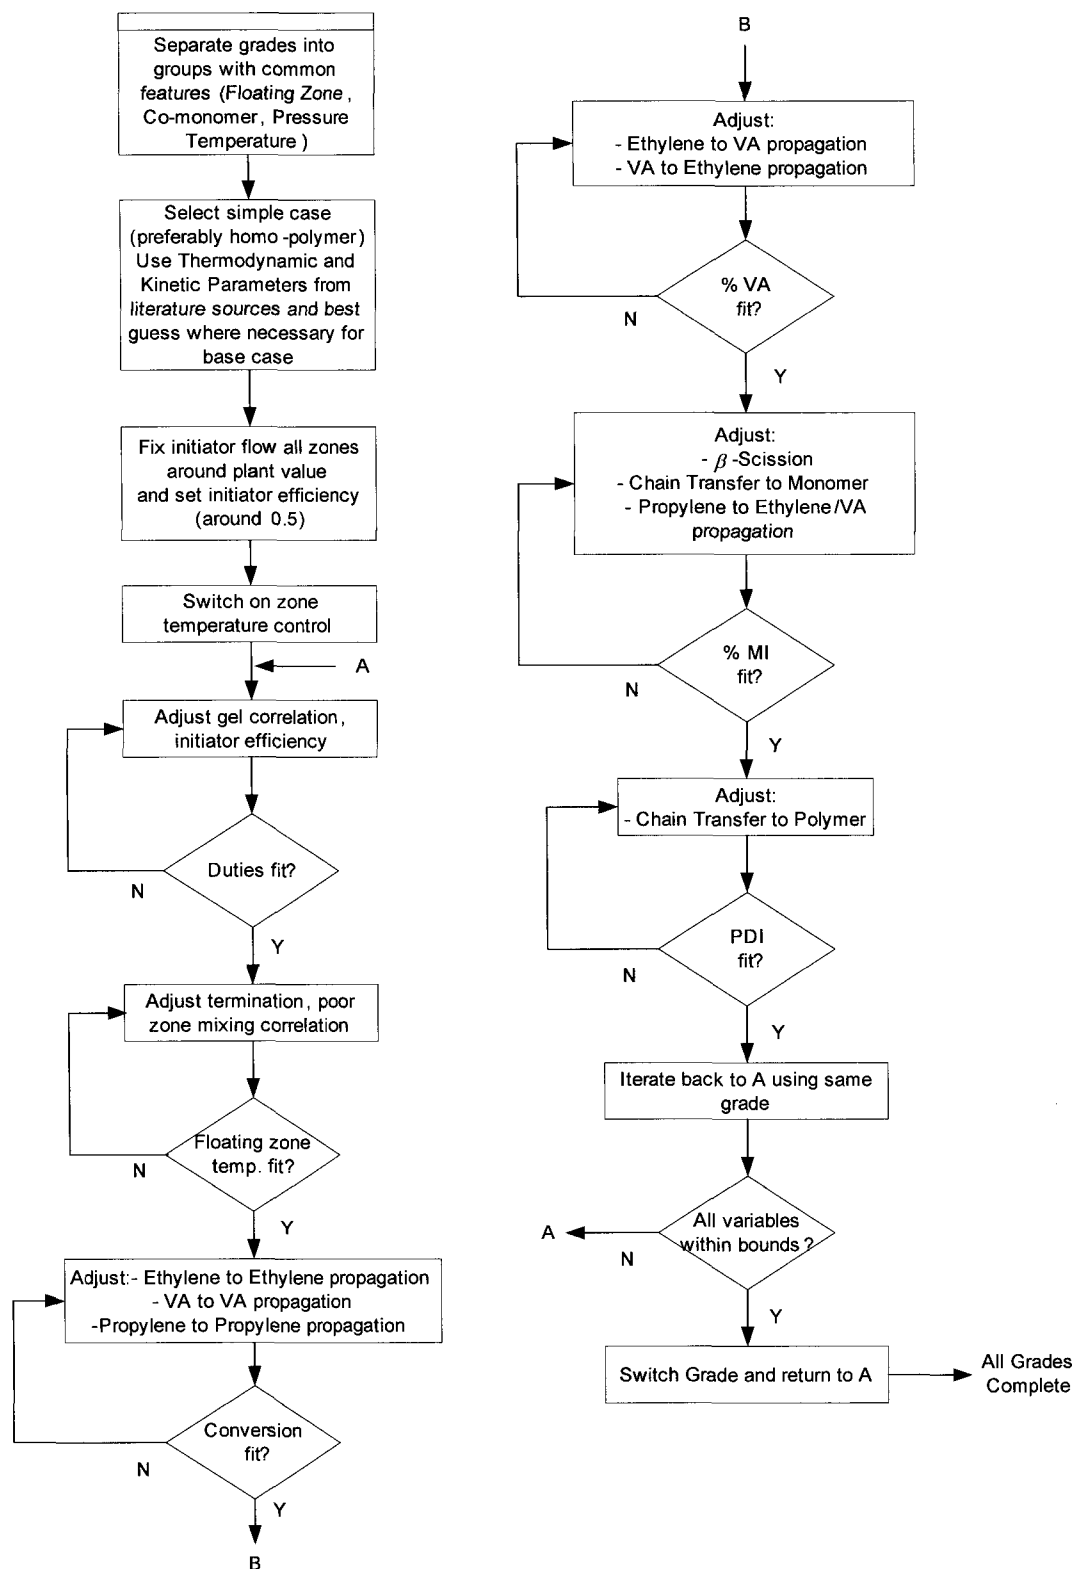 Separate grades into
groups with common
features (Floating Zone,
Co-monomer, Pressure
Temperature)
Select simple case
(preferably homo-polymer)
Use Thermodynamic and
Kinetic Parameters from
literature sources and best
guess where necessary for
base case
Fix initiator flow all zones
around plant value
and set initiator efficiency
(around 0.5)
Switch on zone
temperature control
A
Adjust gel correlation,
initiator efficiency
Duties fit?
N
Y
Adjust termination, poor
zone mixing correlation
Floating zone
temp. fit?
N
Y
Adjust:- Ethylene to Ethylene propagation
- VA to VA propagation
-Propylene to Propylene propagation
Conversion
fit?
N
Y
B
B
Adjust:
- Ethylene to VA propagation
- VA to Ethylene propagation
% VA
fit?
N
Y
Adjust:
- β-Scission
- Chain Transfer to Monomer
- Propylene to Ethylene/VA
propagation
% MI
fit?
N
Y
Adjust:
- Chain Transfer to Polymer
PDI
fit?
N
Y
Iterate back to A using same
grade
All variables
within bounds?
A
N
Y
Switch Grade and return to A
All Grades
Complete